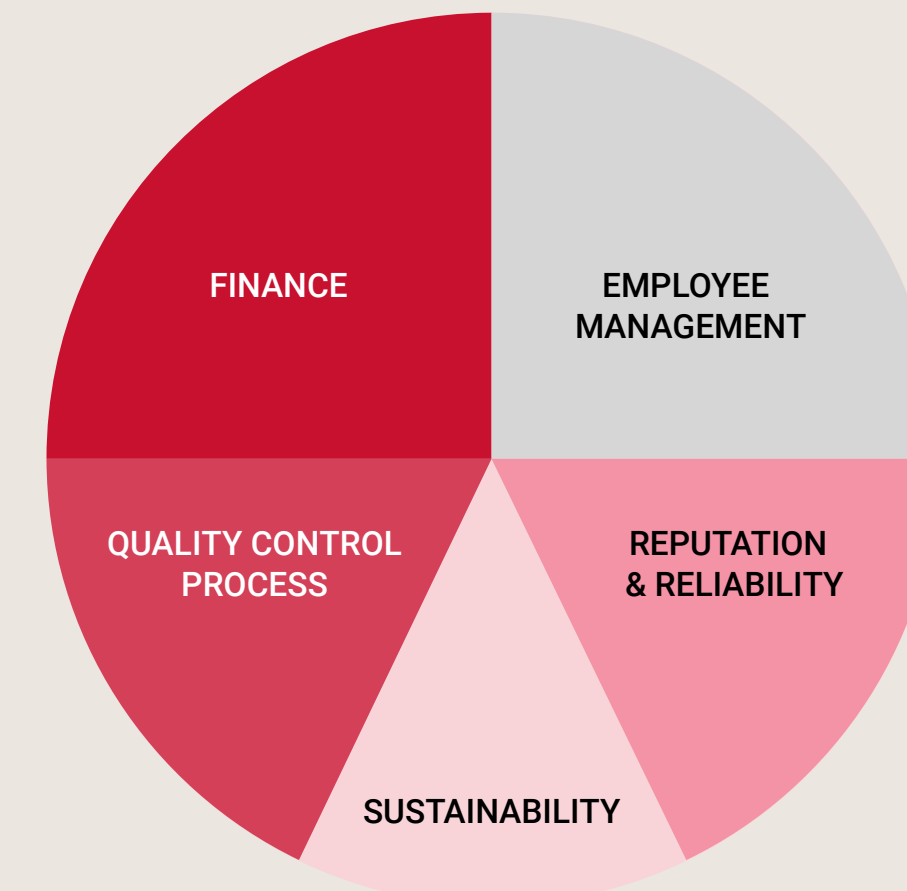 FINANCE
EMPLOYEE
MANAGEMENT
QUALITY CONTROL
PROCESS
REPUTATION
& RELIABILITY
SUSTAINABILITY